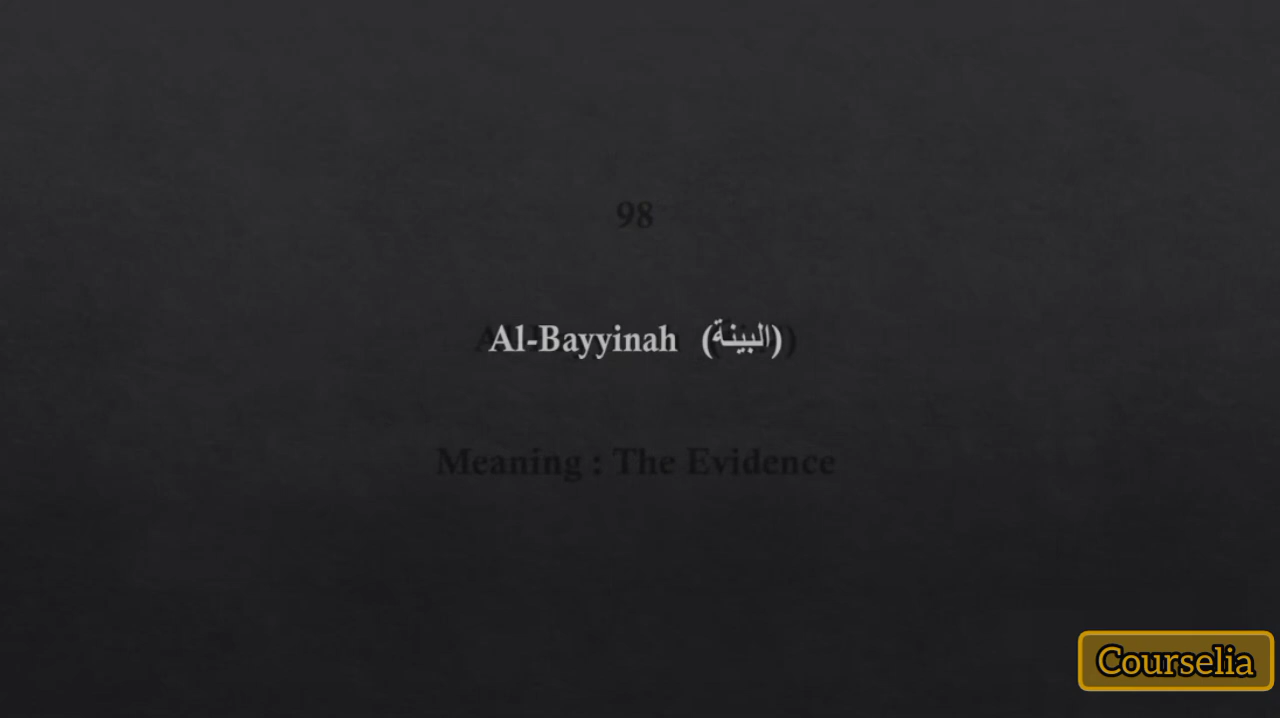 98
Al-Bayyinah (البينة)
Meaning : The Evidence
Courselia